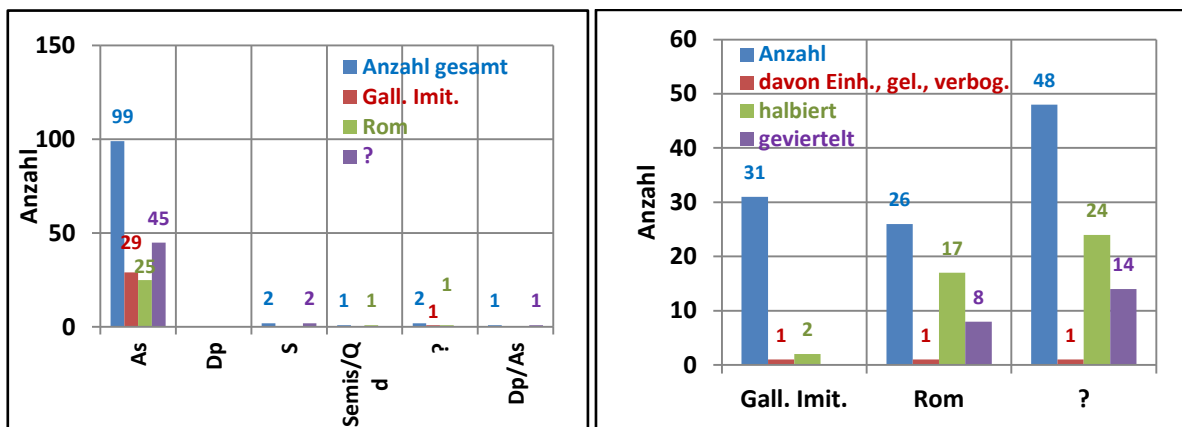 150
100
50
0
Anzahl
Anzahl gesamt
Gall. Imit.
Rom
?
99
29
25
45
2
2
1
1
2
1
1
1
1
As
Dp
S
Semis/Q
d
?
Dp/As
60
50
40
30
20
10
0
Anzahl
Anzahl
davon Einh., gel., verbog.
halbiert
geviertelt
31
1
2
26
1
17
8
48
1
24
14
Gall. Imit.
Rom
?